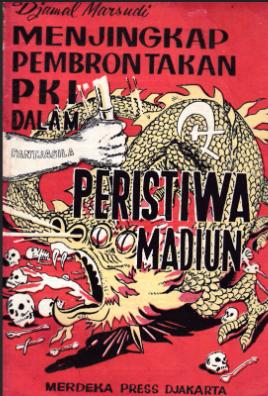 Djamal Marsudi
MENJINGKAP
PEMBRONTAKAN
PKI
DALAM
PANTJASILA
PERISTIWA
MADIUN
MERDEKA PRESS DJAKARTA